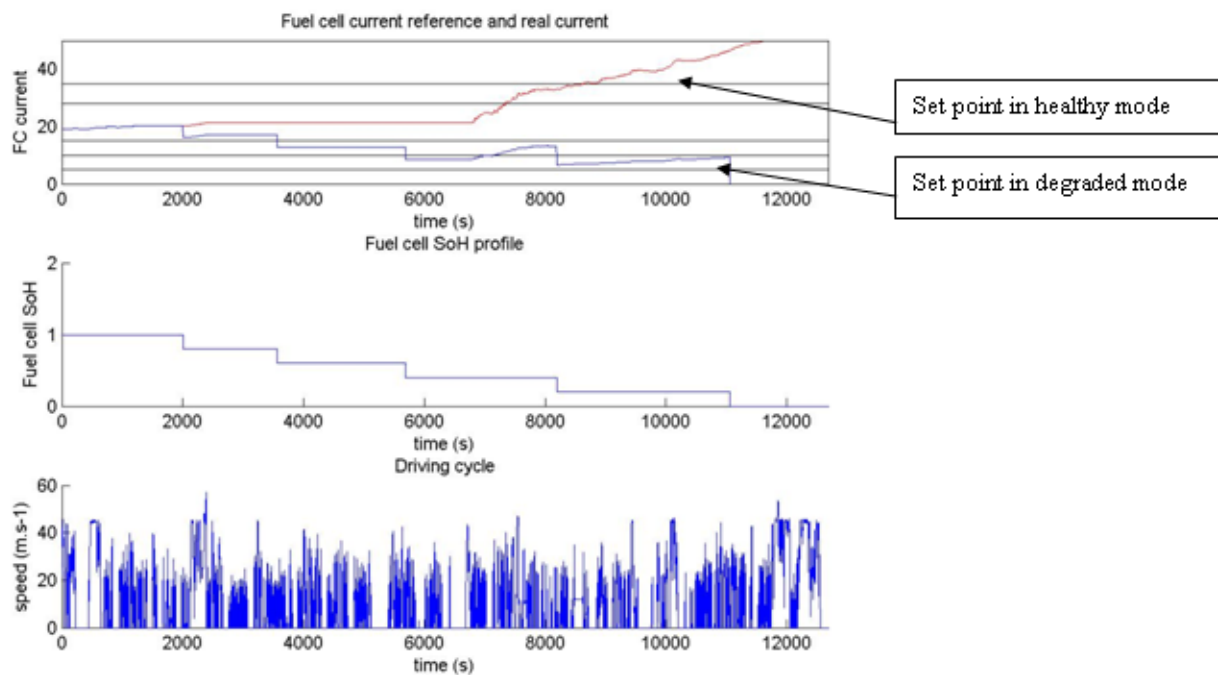 Fuel cell current reference and real current
FC current
40
20
0
0 2000 4000 6000 8000 10000 12000
time (s)
Set point in healthy mode
Set point in degraded mode
Fuel cell SoH profile
Fuel cell SoH
2
1
0
0 2000 4000 6000 8000 10000 12000
time (s)
Driving cycle
speed (m.s-1)
60
40
20
0
0 2000 4000 6000 8000 10000 12000
time (s)